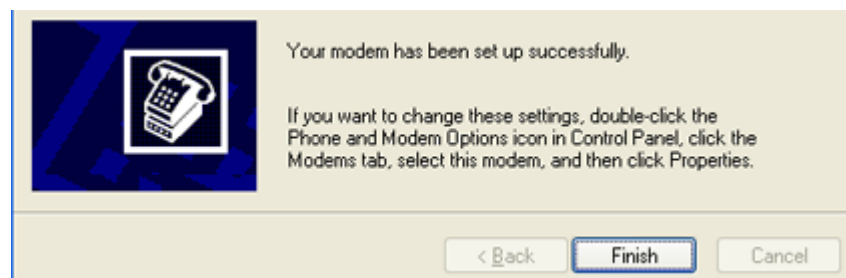 Your modem has been set up successfully.
If you want to change these settings, double-click the
Phone and Modem Options icon in Control Panel, click the
Modems tab, select this modem, and then click Properties.
< Back Finish Cancel